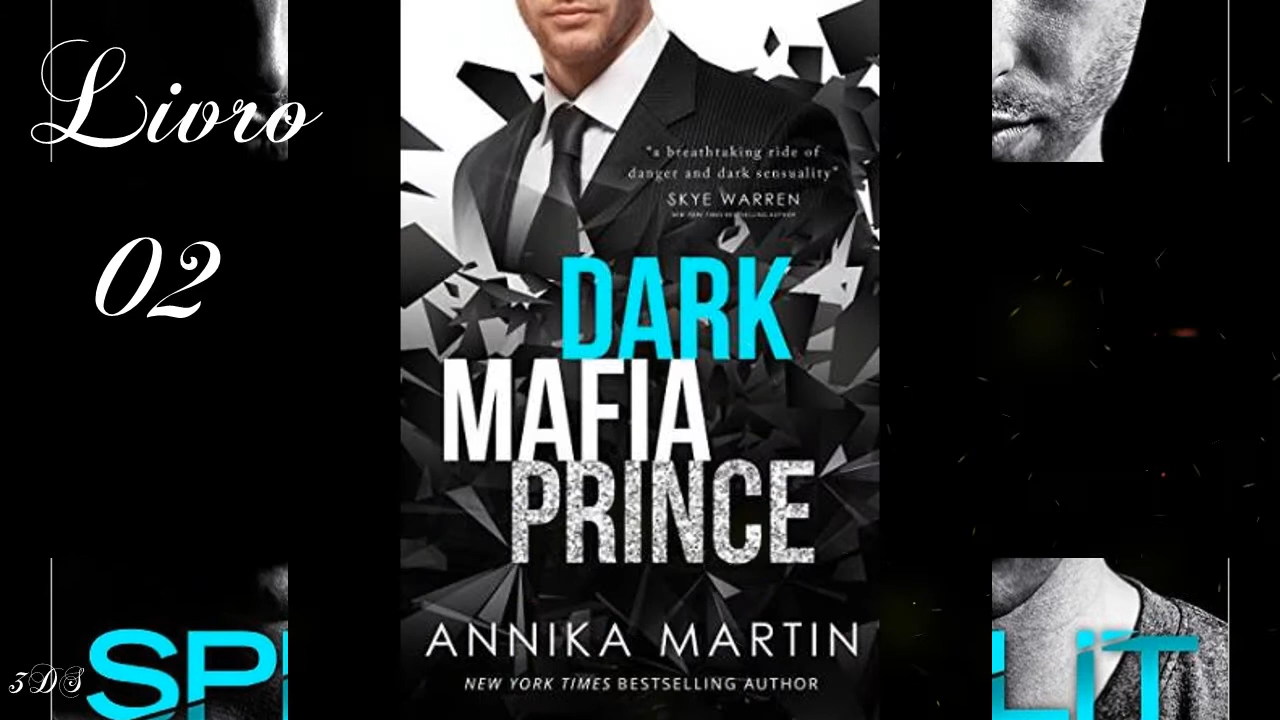 Livro
02
"a breathtaking ride of
danger and dark sensuality"
SKYE WARREN
NEW YORK TIMES BESTSELLING AUTHOR
DARK
MAFIA
PRINCE
ANNIKA MARTIN
NEW YORK TIMES BESTSELLING AUTHOR
SP
LiT
3DS